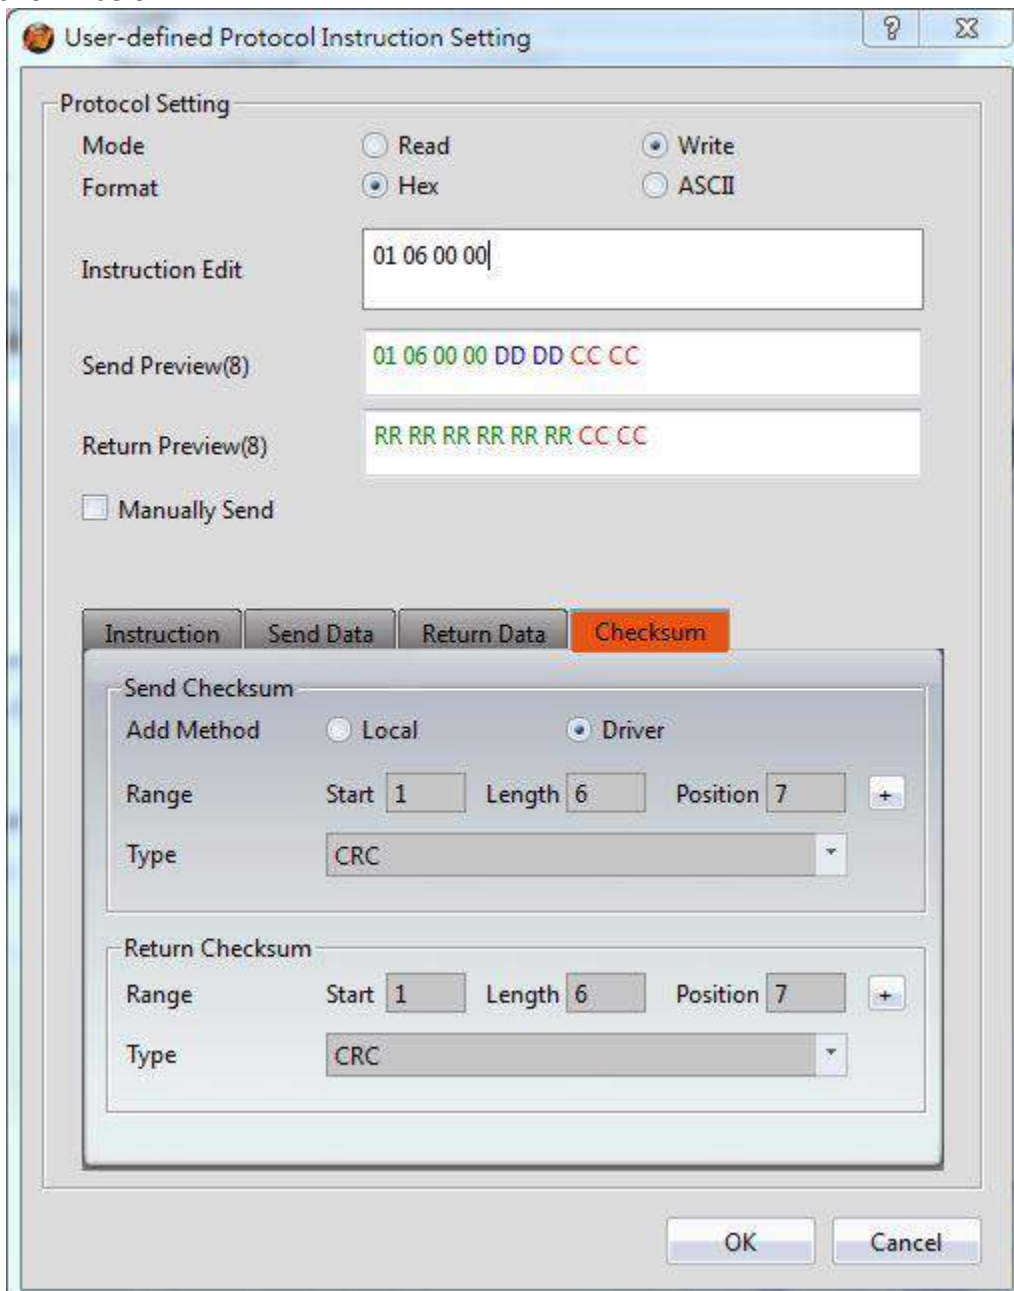 User-defined Protocol Instruction Setting
Protocol Setting
Mode Read Write
Format Hex ASCII
Instruction Edit 01 06 00 00
Send Preview(8) 01 06 00 00 DD DD CC CC
Return Preview(8) RR RR RR RR RR RR CC CC
Manually Send
Instruction Send Data Return Data Checksum
Send Checksum
Add Method Local Driver
Range Start 1 Length 6 Position 7 +
Type CRC
Return Checksum
Range Start 1 Length 6 Position 7 +
Type CRC
OK Cancel